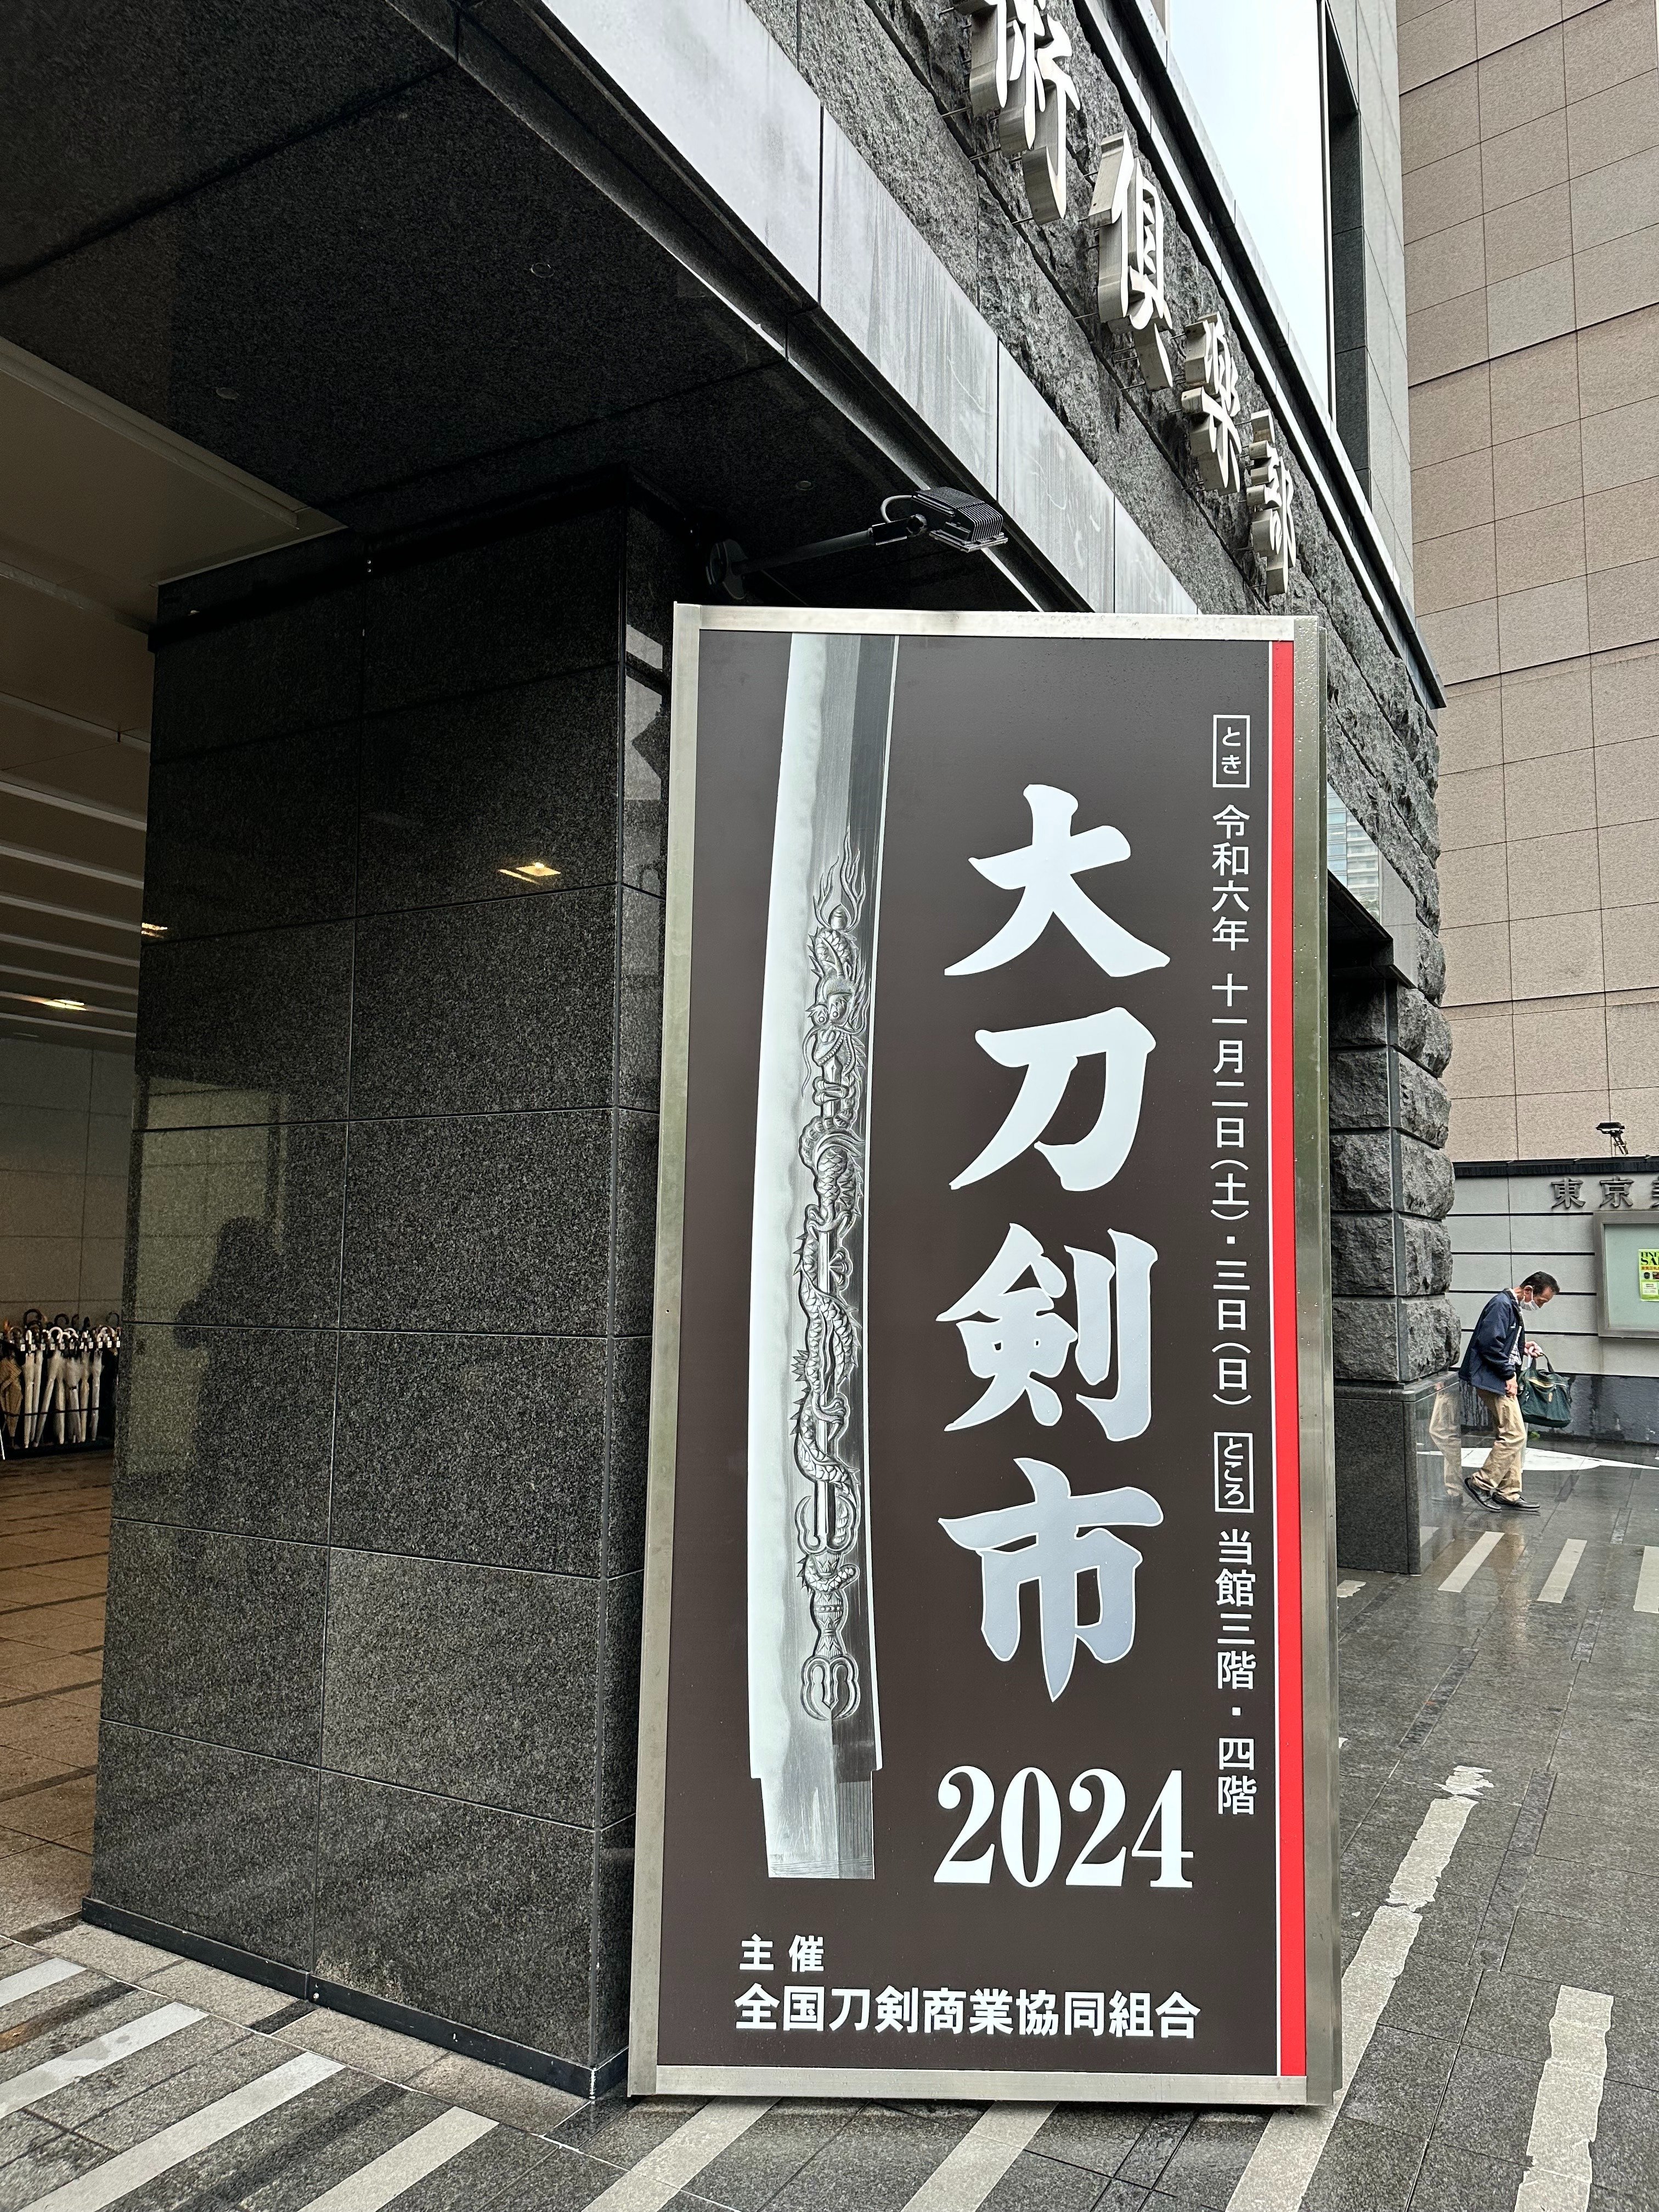 術倶楽部
とき 令和六年 十一月二日(土)・三日(日) ところ 当館三階・四階
大刀剣市
2024
主催
全国刀剣商業協同組合
東京